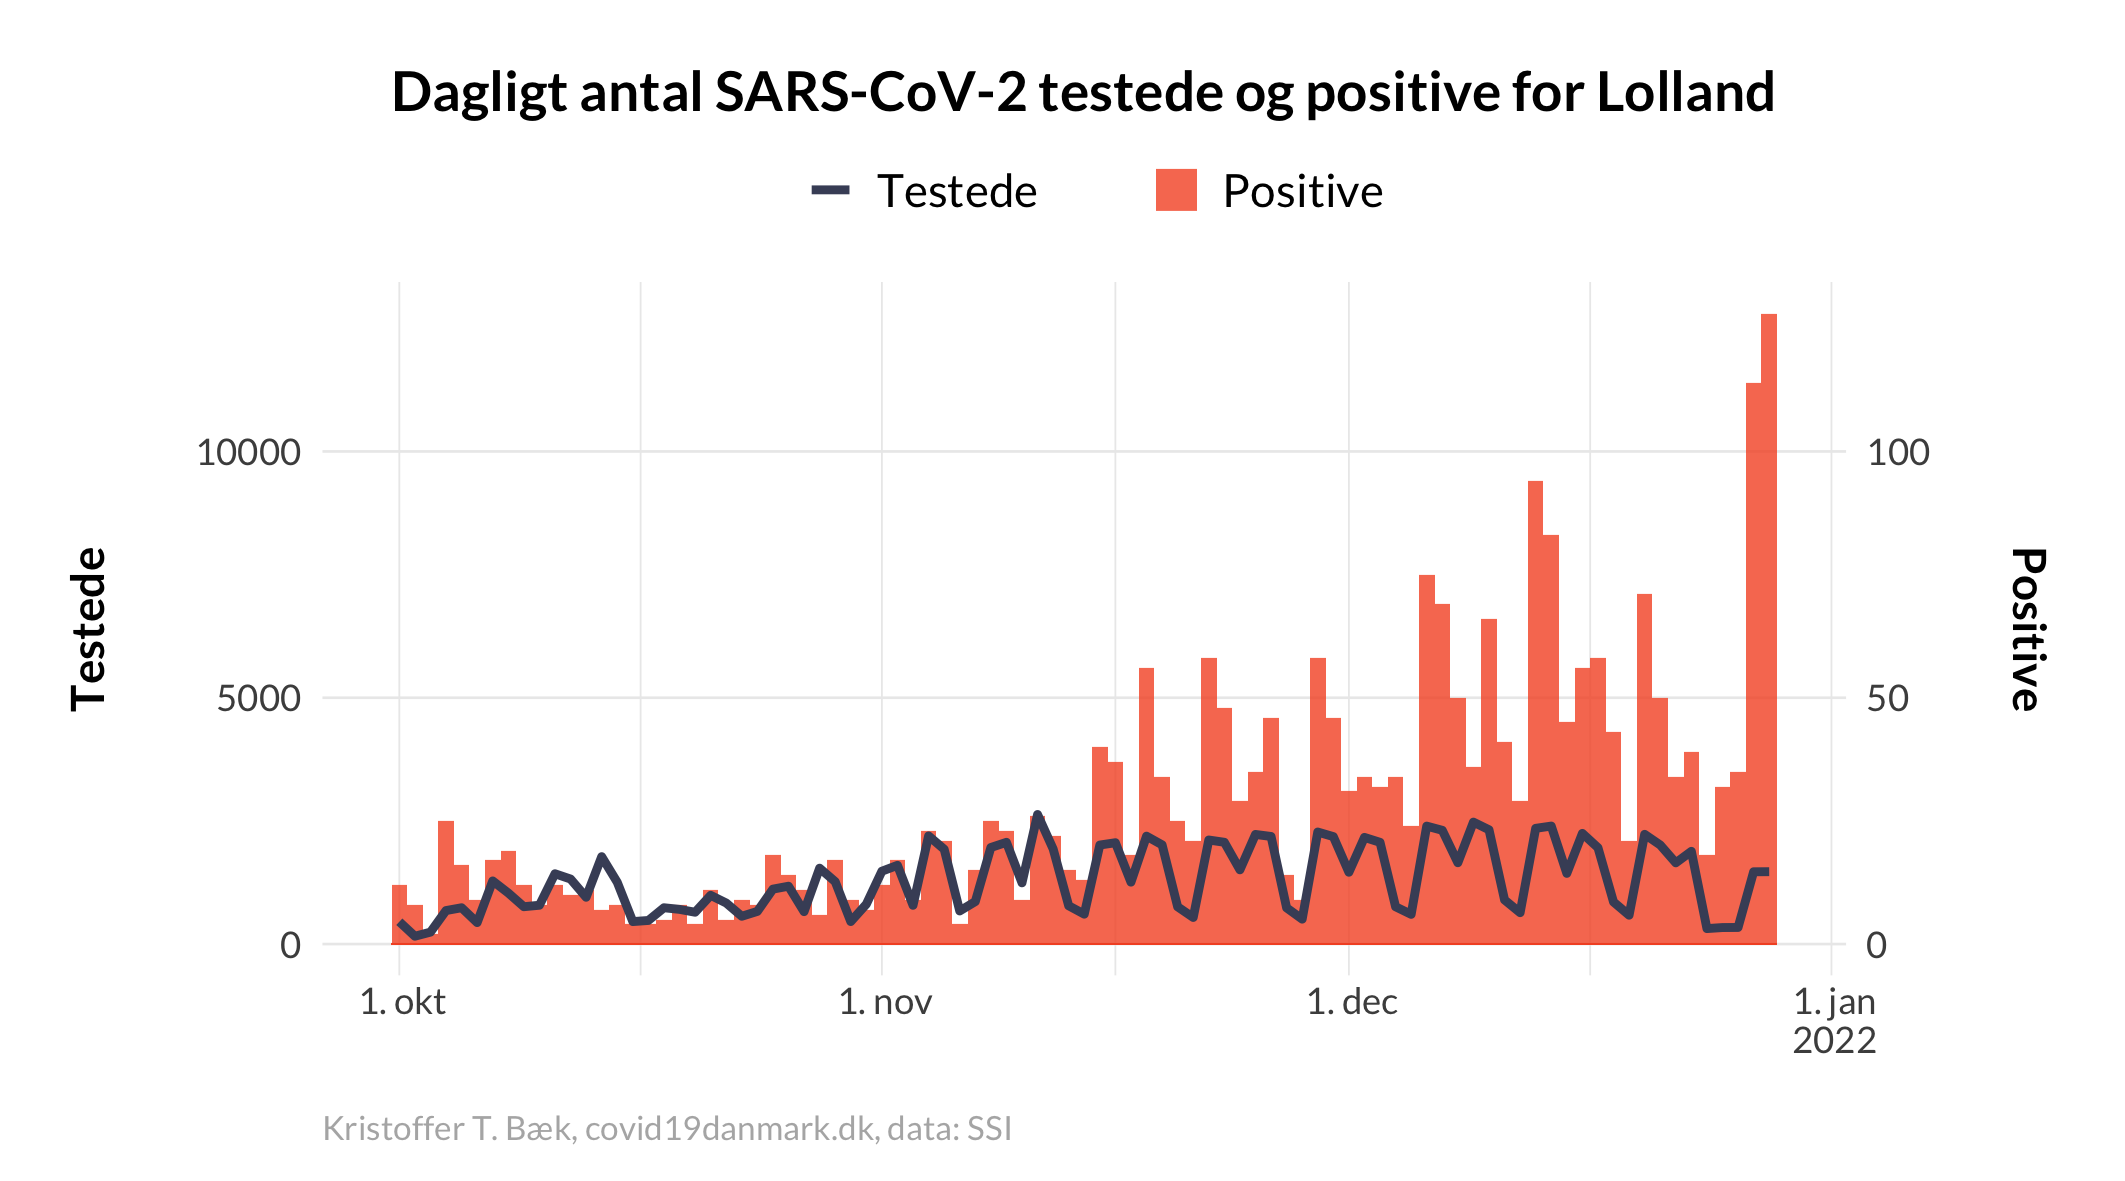 Dagligt antal SARS-CoV-2 testede og positive for Lolland
Testede Positive
10000
5000
0
100
50
0
Testede
Positive
1. okt 1. nov 1. dec 1. jan
2022
Kristoffer T. Bæk, covid19danmark.dk, data: SSI